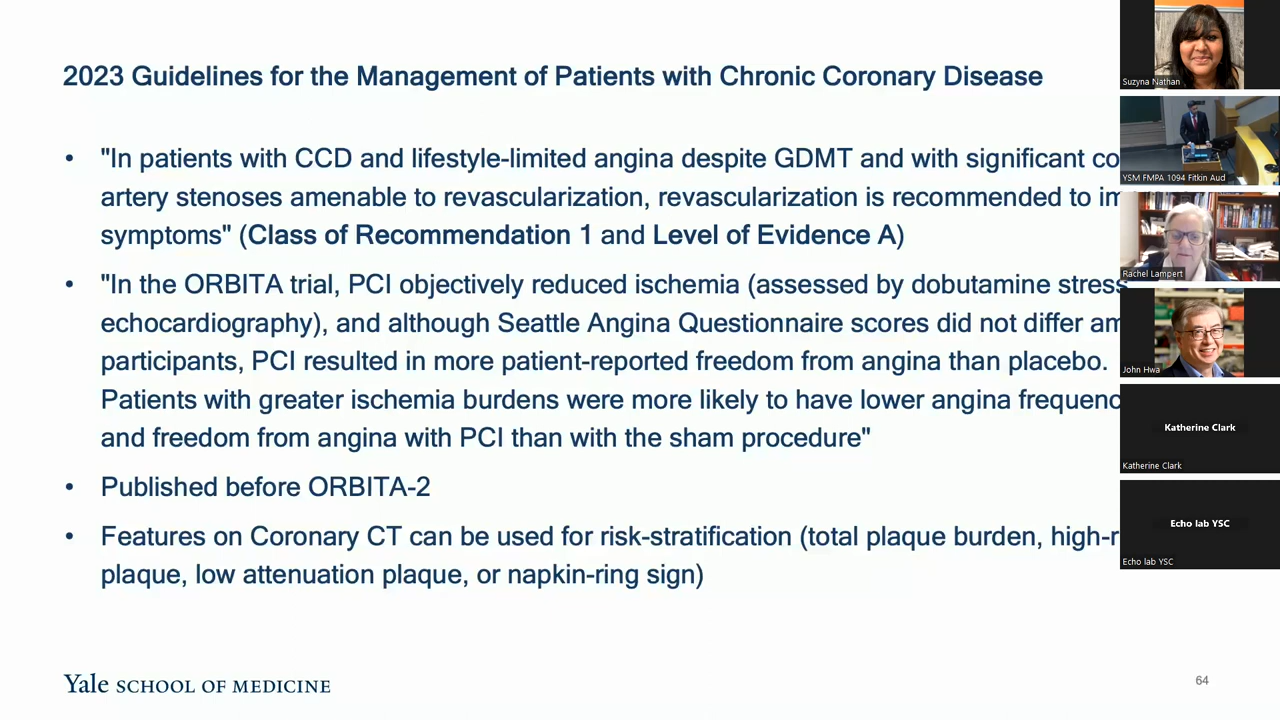 2023 Guidelines for the Management of Patients with Chronic Coronary Disease
• "In patients with CCD and lifestyle-limited angina despite GDMT and with significant
artery stenoses amenable to revascularization, revascularization is recommended to
symptoms" (Class of Recommendation 1 and Level of Evidence A)
• "In the ORBITA trial, PCI objectively reduced ischemia (assessed by dobutamine stress
echocardiography), and although Seattle Angina Questionnaire scores did not differ
participants, PCI resulted in more patient-reported freedom from angina than placebo.
Patients with greater ischemia burdens were more likely to have lower angina
and freedom from angina with PCI than with the sham procedure"
• Published before ORBITA-2
• Features on Coronary CT can be used for risk-stratification (total plaque burden,
plaque, low attenuation plaque, or napkin-ring sign)
Yale SCHOOL OF MEDICINE
64
Suzyna Nathan
YSM FMPA 1094 Fitkin Aud
Rachel Lampert
John Hwa
Katherine Clark
Katherine Clark
Echo lab YSC
Echo lab YSC